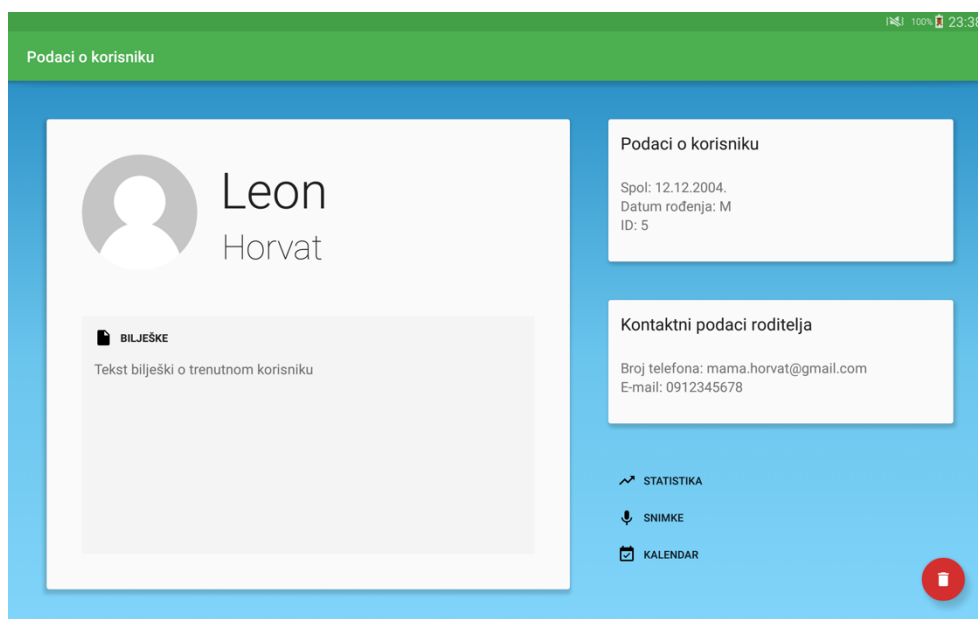 100% 23:38
Podaci o korisniku
Leon
Horvat
BILJEŠKE
Tekst bilješki o trenutnom korisniku
Podaci o korisniku
Spol: 12.12.2004.
Datum rođenja: M
ID: 5
Kontaktni podaci roditelja
Broj telefona: mama.horvat@gmail.com
E-mail: 0912345678
STATISTIKA
SNIMKE
KALENDAR